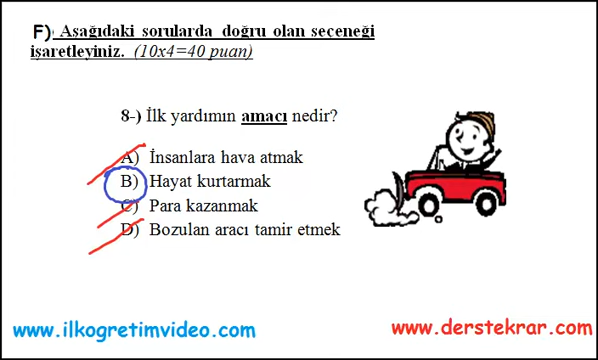 F) Aşağıdaki sorularda doğru olan seçeneği
işaretleyiniz. (10x4=40 puan)
8-) İlk yardımın amacı nedir?
A) İnsanlara hava atmak
B) Hayat kurtarmak
C) Para kazanmak
D) Bozulan aracı tamir etmek
www.ilkogretimvideo.com
www.derstekrar.com